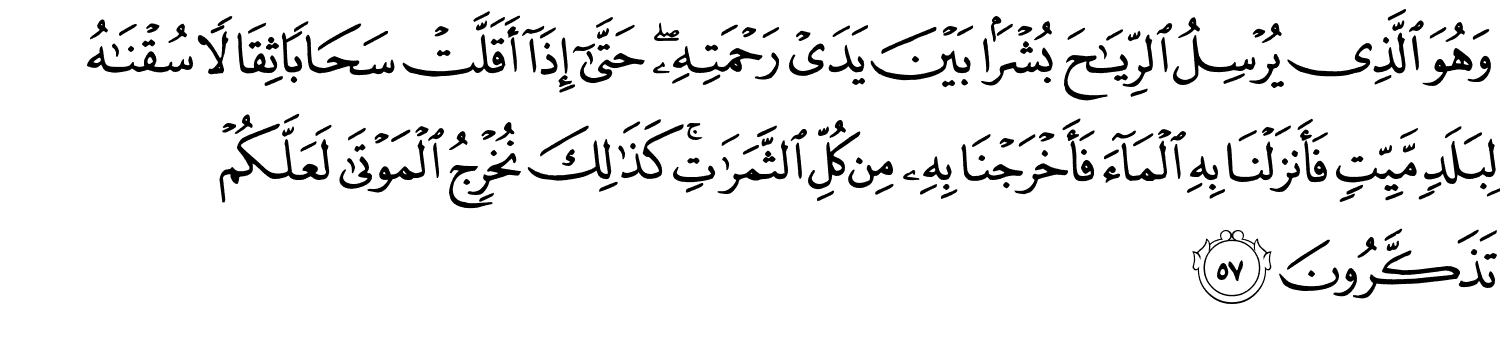 وَهُوَ ٱلَّذِى يُرْسِلُ ٱلرِّيَـٰحَ بُشْرًۢا بَيْنَ يَدَىْ رَحْمَتِهِۦ ۖ حَتَّىٰٓ إِذَآ أَقَلَّتْ سَحَابًا ثِقَالًا سُقْنَـٰهُ
لِبَلَدٍ مَّيِّتٍ فَأَنزَلْنَا بِهِ ٱلْمَآءَ فَأَخْرَجْنَا بِهِۦ مِن كُلِّ ٱلثَّمَرَٰتِ ۚ كَذَٰلِكَ نُخْرِجُ ٱلْمَوْتَىٰ لَعَلَّكُمْ
تَذَكَّرُونَ ٥٧